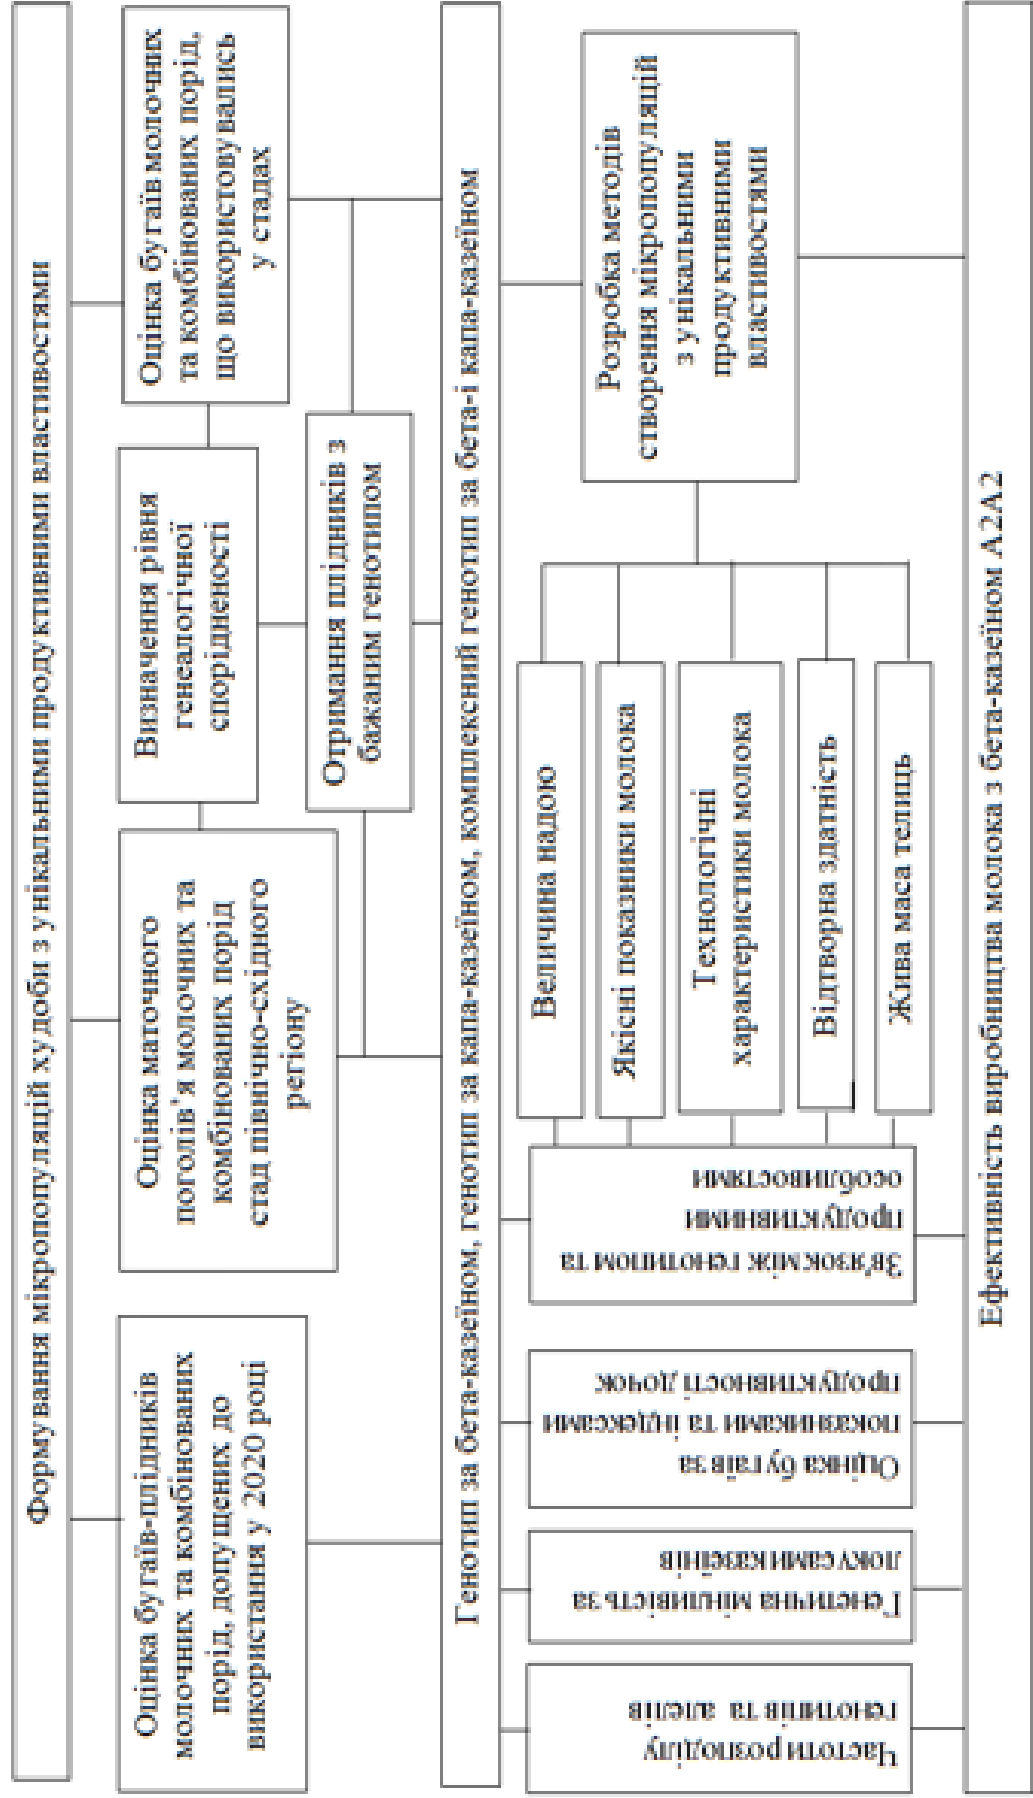 Формування мікропопуляцій худоби з унікальними продуктивними властивостями
Оцінка бугаїв-плідників
молочних та комбінованих
порід, допущених до
використання у 2020 році
Оцінка маточного
поголів'я молочних та
комбінованих порід
стад північно-східного
регіону
Визначення рівня
генеалогічної
спорідненості
Оцінка бугаїв молочних
та комбінованих порід,
що використовувались
у стадах
Отримання плідників з
бажаним генотипом
Генотип за бета-казеїном, генотип за капа-казеїном, комплексний генотип за бета-і капа-казеїном
Частоти розподілу
генотипів та алелів
Генетична мінливість за
локусами казеїнів
Оцінка бугаїв за
показниками та індексами
продуктивності дочок
Зв'язок між генотипом та
продуктивними
особливостями
Величина надою
Якісні показники молока
Технологічні
характеристики молока
Відтворна здатність
Жива маса телиць
Розробка методів
створення мікропопуляцій
з унікальними
продуктивними
властивостями
Ефективність виробництва молока з бета-казеїном А2А2